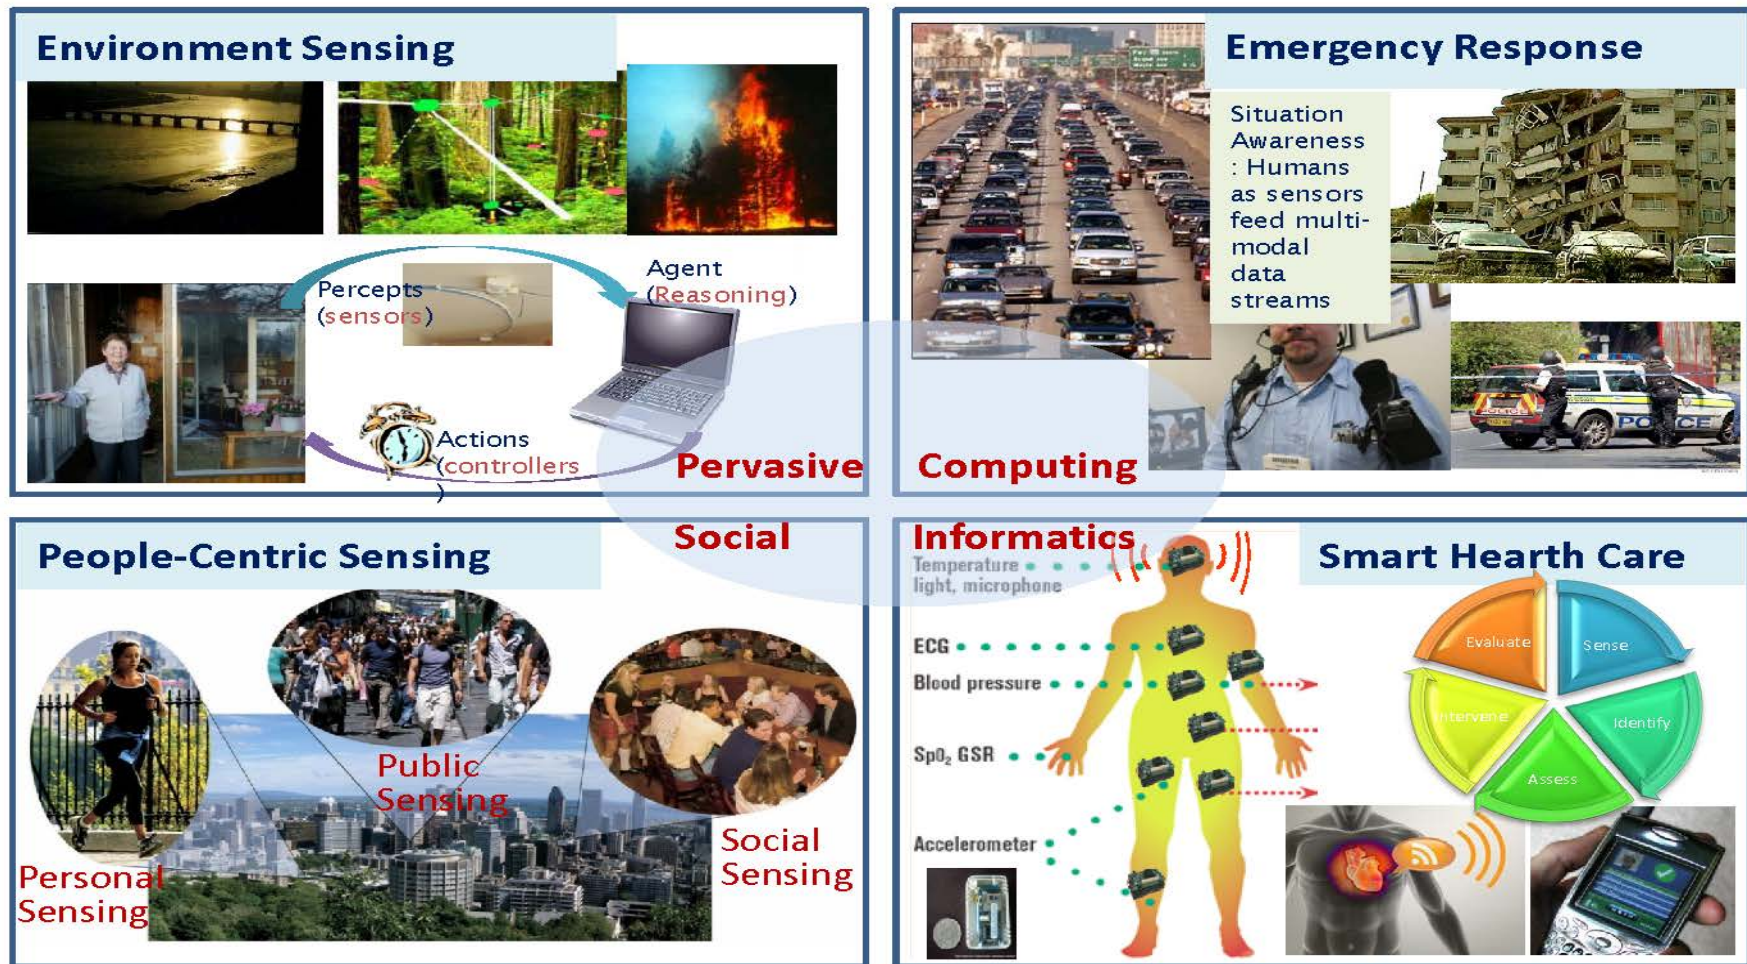 Environment Sensing
Percepts
(sensors)
Agent
(Reasoning)
Actions
(controllers
)
Emergency Response
Situation
Awareness
: Humans
as sensors
feed multi-
modal
data
streams
POLICE
POLICE
Pervasive Computing
Social Informatics
People-Centric Sensing
Personal
Sensing
Public
Sensing
Social
Sensing
Smart Hearth Care
Temperature
light, microphone
ECG
Blood pressure
SpO₂ GSR
Accelerometer
Evaluate
Sense
Identify
Assess
Intervene